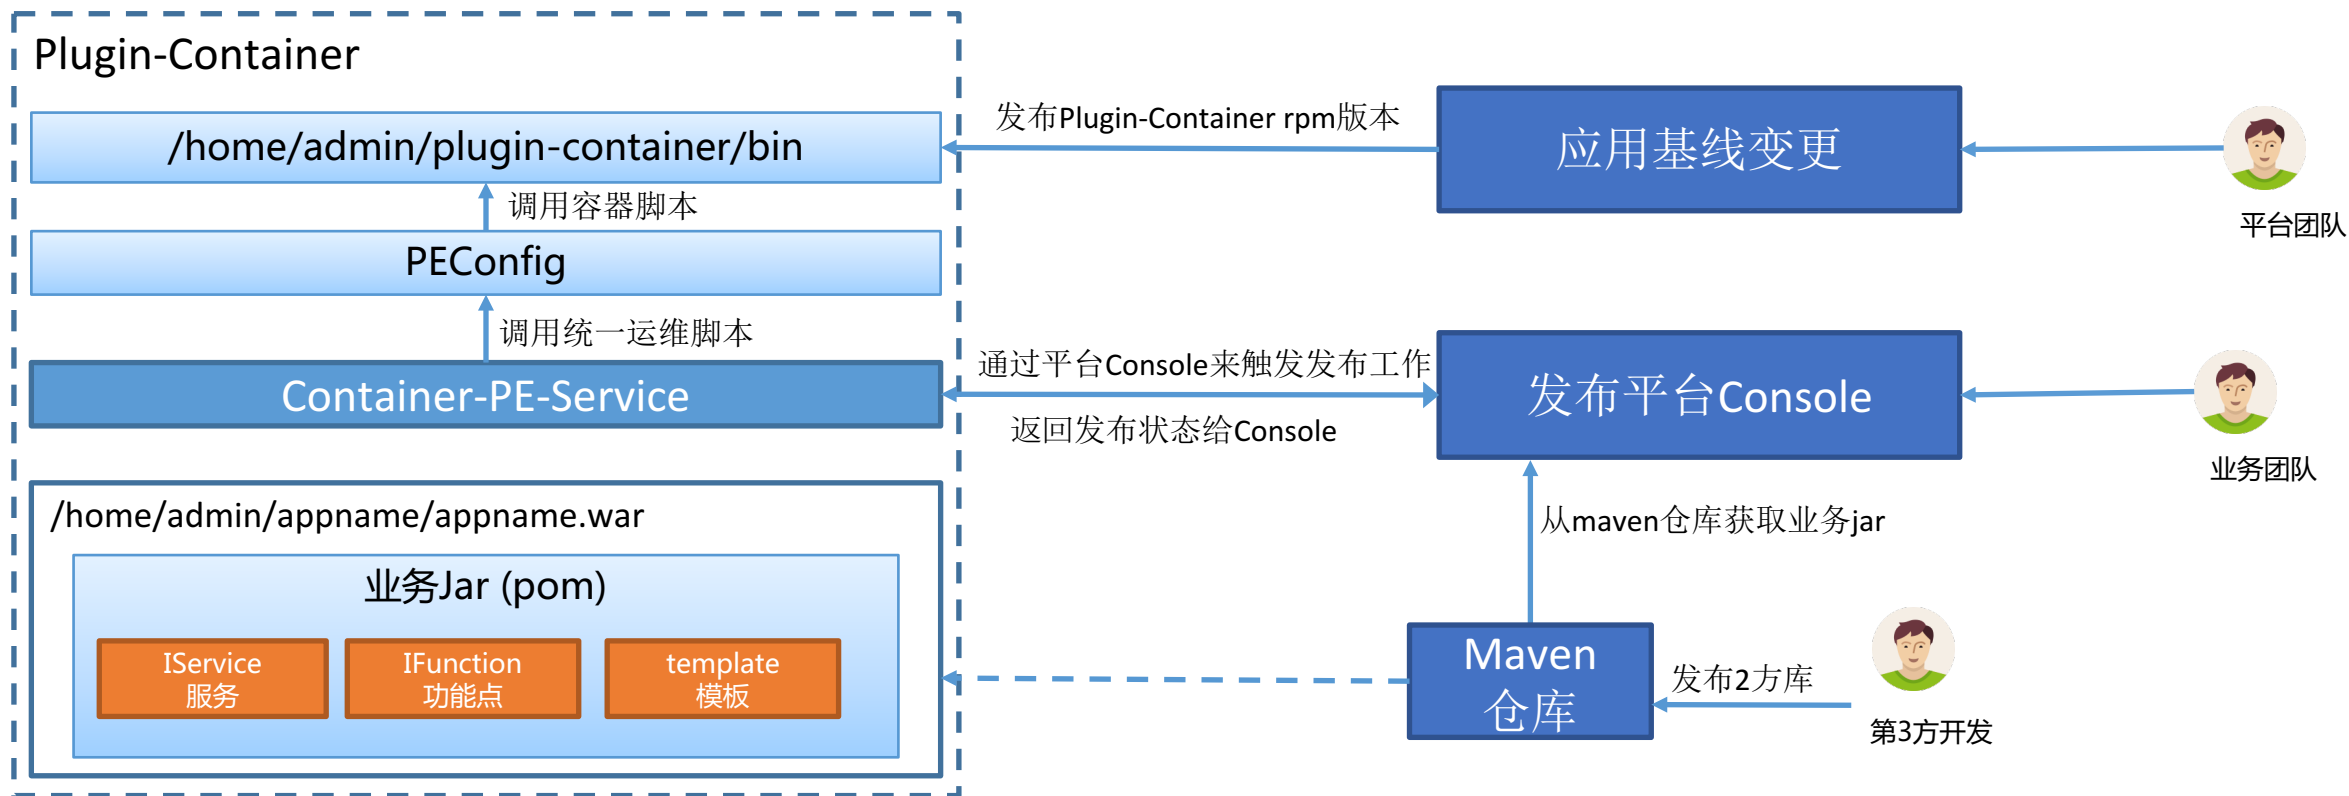 Plugin-Container
/home/admin/plugin-container/bin
调用容器脚本
PEConfig
调用统一运维脚本
Container-PE-Service
/home/admin/appname/appname.war
业务Jar (pom)
IService
服务
IFunction
功能点
template
模板
发布Plugin-Container rpm版本
应用基线变更
平台团队
通过平台Console来触发发布工作
返回发布状态给Console
发布平台Console
业务团队
从maven仓库获取业务jar
Maven
仓库
发布2方库
第3方开发